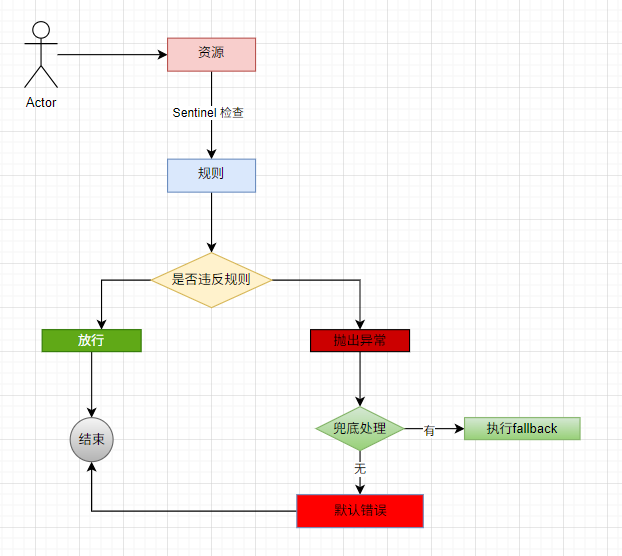 资源
Actor
Sentinel 检查
规则
是否违反规则
放行
抛出异常
结束
兜底处理
有
执行fallback
无
默认错误